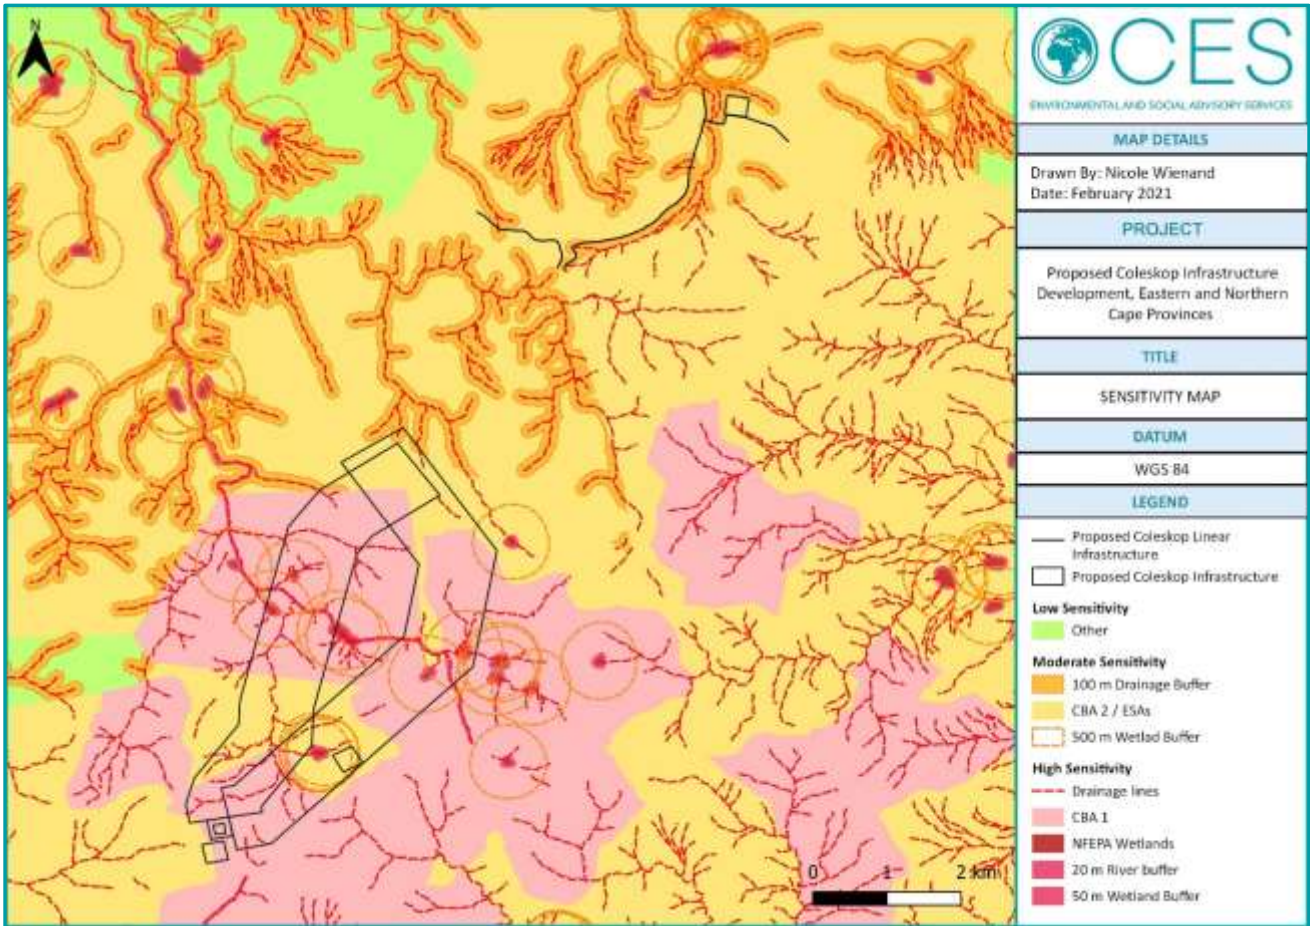 N
CES
ENVIRONMENTAL AND SOCIAL ADVISORY SERVICES
MAP DETAILS
Drawn By: Nicole Wienand
Date: February 2021
PROJECT
Proposed Coleskop Infrastructure
Development, Eastern and Northern
Cape Provinces
TITLE
SENSITIVITY MAP
DATUM
WGS 84
LEGEND
Proposed Coleskop Linear
Infrastructure
Proposed Coleskop Infrastructure
Low Sensitivity
Other
Moderate Sensitivity
100 m Drainage Buffer
CBA 2 / ESAs
500 m Wetlad Buffer
High Sensitivity
Drainage lines
CBA 1
NFEPA Wetlands
20 m River buffer
50 m Wetland Buffer
0 1 2 km